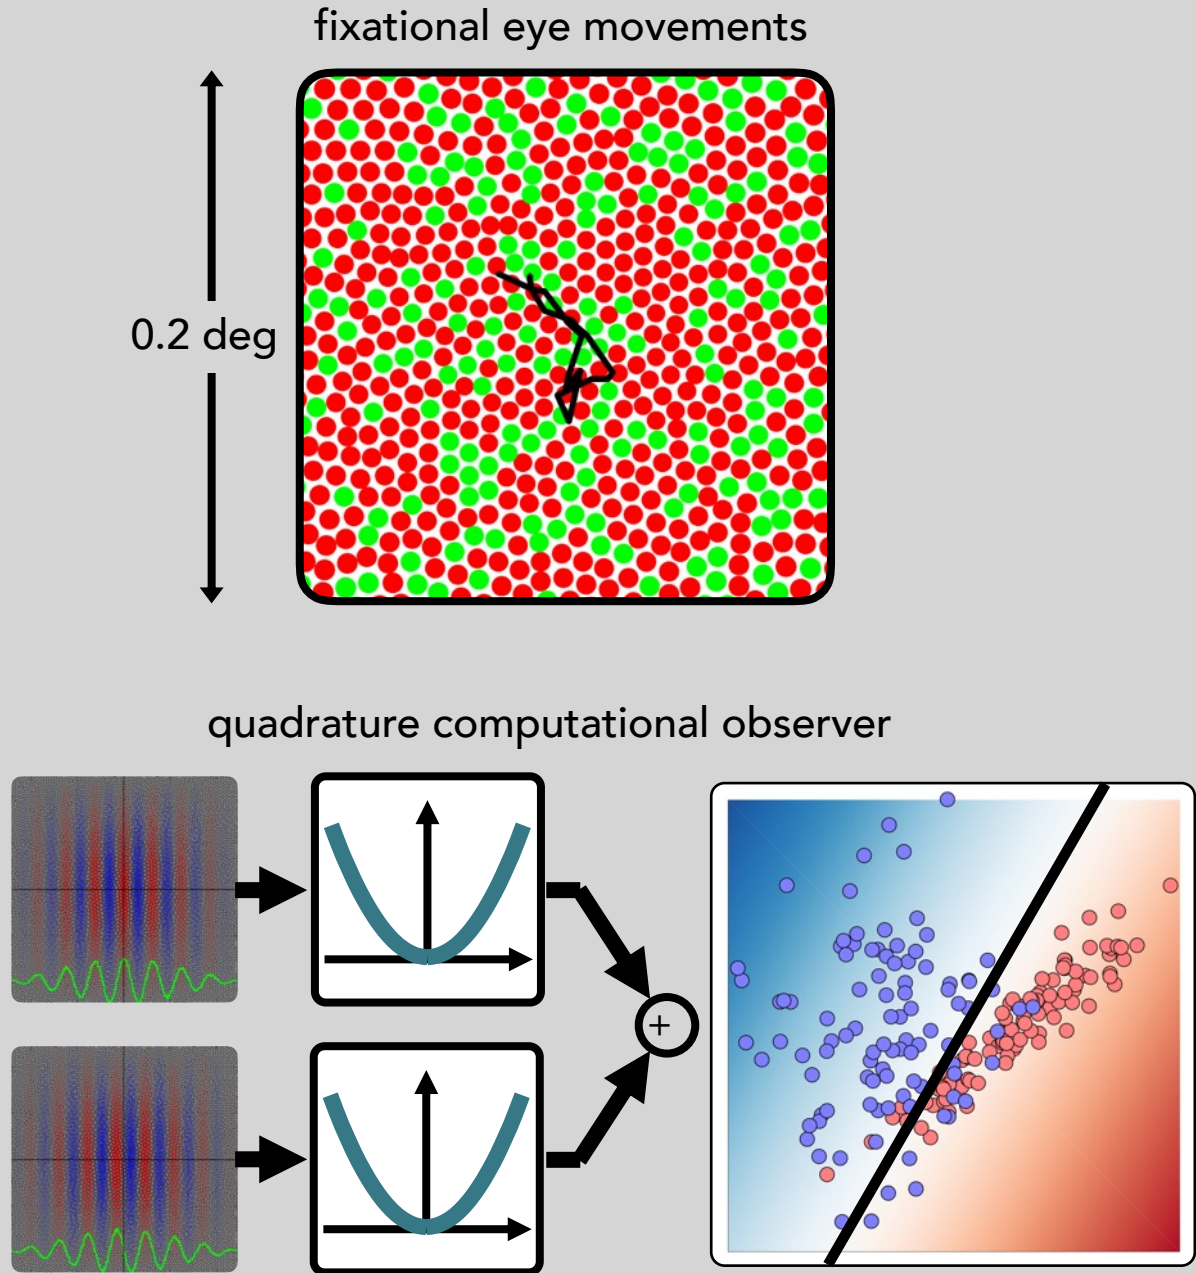 fixational eye movements
0.2 deg
quadrature computational observer
+